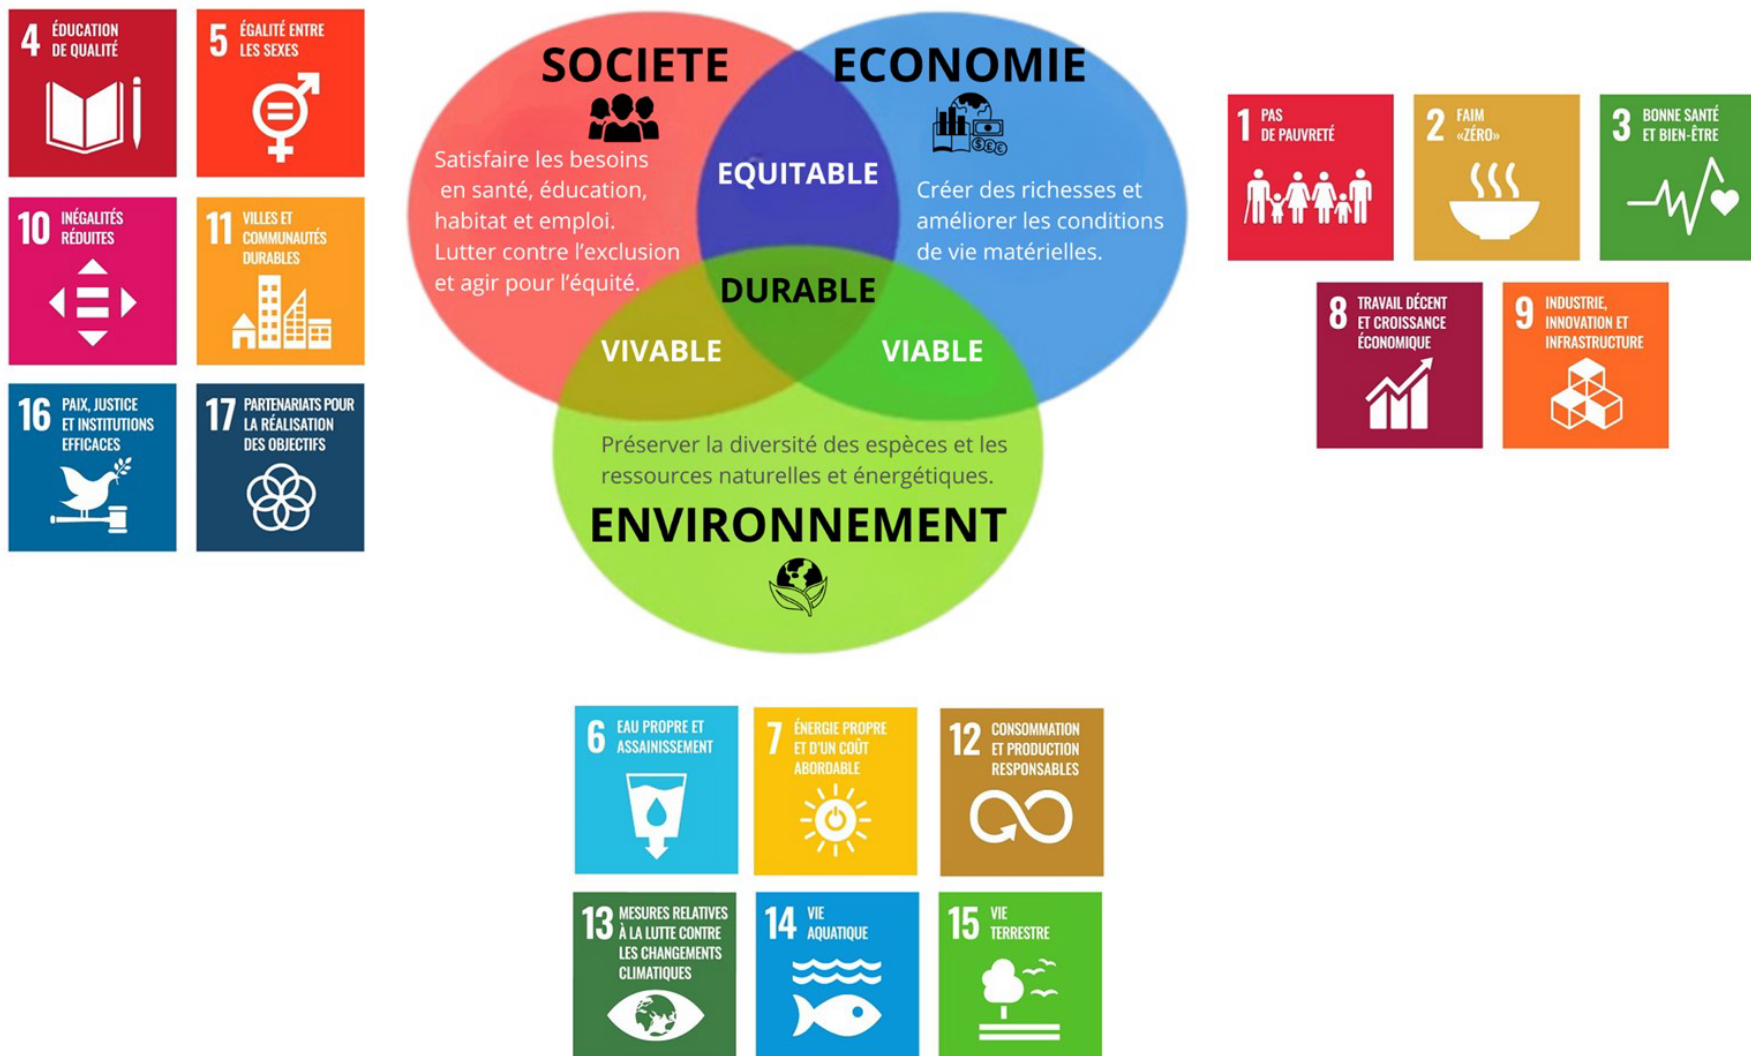 4 ÉDUCATION
DE QUALITÉ
5 ÉGALITÉ ENTRE
LES SEXES
10 INÉGALITÉS
RÉDUITES
11 VILLES ET
COMMUNAUTÉS
DURABLES
16 PAIX, JUSTICE
ET INSTITUTIONS
EFFICACES
17 PARTENARIATS POUR
LA RÉALISATION
DES OBJECTIFS
SOCIETE
Satisfaire les besoins
en santé, éducation,
habitat et emploi.
Lutter contre l’exclusion
et agir pour l’équité.
ECONOMIE
$££
Créer des richesses et
améliorer les conditions
de vie matérielles.
EQUITABLE
DURABLE
VIVABLE
VIABLE
Préserver la diversité des espèces et les
ressources naturelles et énergétiques.
ENVIRONNEMENT
1 PAS
DE PAUVRETÉ
2 FAIM
«ZÉRO»
3 BONNE SANTÉ
ET BIEN-ÊTRE
8 TRAVAIL DÉCENT
ET CROISSANCE
ÉCONOMIQUE
9 INDUSTRIE,
INNOVATION ET
INFRASTRUCTURE
6 EAU PROPRE ET
ASSAINISSEMENT
7 ÉNERGIE PROPRE
ET D'UN COÛT
ABORDABLE
12 CONSOMMATION
ET PRODUCTION
RESPONSABLES
13 MESURES RELATIVES
À LA LUTTE CONTRE
LES CHANGEMENTS
CLIMATIQUES
14 VIE
AQUATIQUE
15 VIE
TERRESTRE